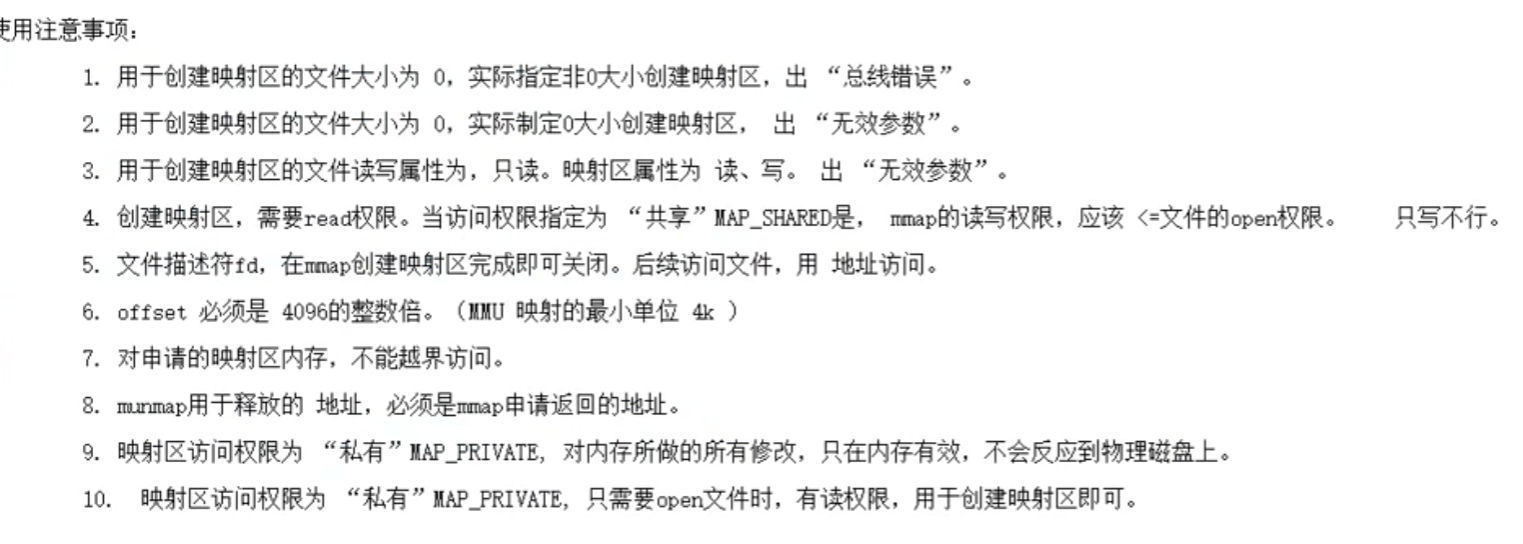 使用注意事项：
1. 用于创建映射区的文件大小为 0，实际指定非0大小创建映射区，出 “总线错误”。
2. 用于创建映射区的文件大小为 0，实际制定0大小创建映射区， 出 “无效参数”。
3. 用于创建映射区的文件读写属性为，只读。映射区属性为 读、写。 出 “无效参数”。
4. 创建映射区，需要read权限。当访问权限指定为 “共享”MAP_SHARED是， mmap的读写权限，应该 <=文件的open权限。 只写不行。
5. 文件描述符fd，在mmap创建映射区完成即可关闭。后续访问文件，用 地址访问。
6. offset 必须是 4096的整数倍。（MMU 映射的最小单位 4k ）
7. 对申请的映射区内存，不能越界访问。
8. munmap用于释放的 地址，必须是mmap申请返回的地址。
9. 映射区访问权限为 “私有”MAP_PRIVATE, 对内存所做的所有修改，只在内存有效，不会反应到物理磁盘上。
10. 映射区访问权限为 “私有”MAP_PRIVATE, 只需要open文件时，有读权限，用于创建映射区即可。